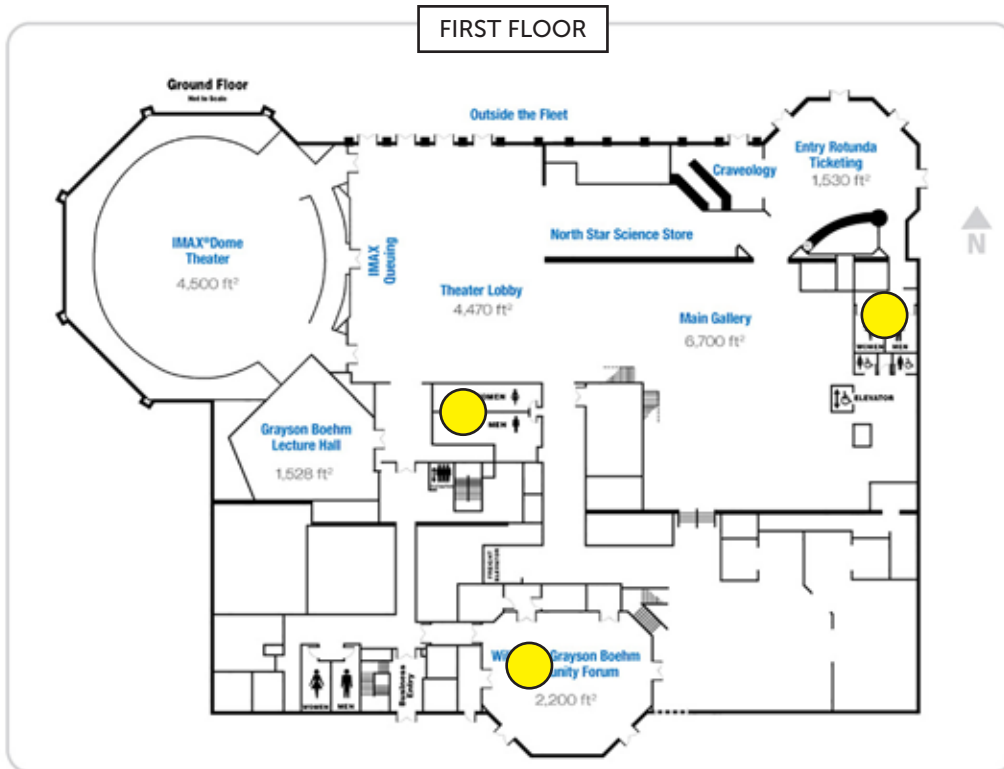 FIRST FLOOR
Ground Floor
Not to Scale
Outside the Fleet
Entry Rotunda
Ticketing
1,530 ft²
Craveology
IMAX®Dome
Theater
4,500 ft²
IMAX
Queuing
North Star Science Store
N
Theater Lobby
4,470 ft²
Main Gallery
6,700 ft²
WOMEN
MEN
ELEVATOR
MEN
Grayson Boehm
Lecture Hall
1,528 ft²
FREIGHT
ELEVATOR
Grayson Boehm
Forum
2,200 ft²
Business
Entry
WOMEN
MEN